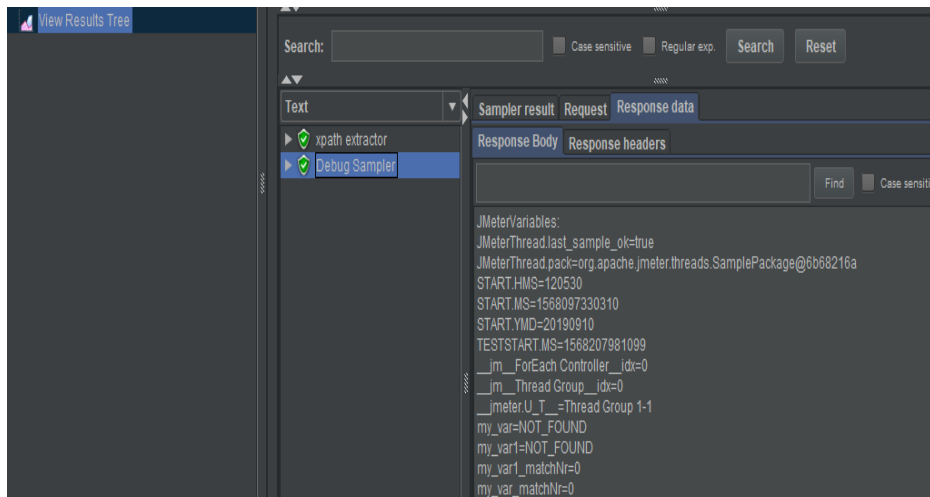 View Results Tree
Search:
Case sensitive
Regular exp.
Search
Reset
Text
Sampler result
Request
Response data
xpath extractor
Debug Sampler
Response Body
Response headers
Find
Case sensiti
JMeterVariables:
JMeterThread.last_sample_ok=true
JMeterThread.pack=org.apache.jmeter.threads.SamplePackage@6b68216a
START.HMS=120530
START.MS=1568097330310
START.YMD=20190910
TESTSTART.MS=1568207981099
__jm__ForEach Controller__idx=0
__jm__Thread Group__idx=0
__jmeter.U_T__=Thread Group 1-1
my_var=NOT_FOUND
my_var1=NOT_FOUND
my_var1_matchNr=0
my_var_matchNr=0